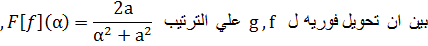 بين ان تحويل فوريه ل g,f علي الترتيب F[f](α) = 2a / (α² + a²) ,